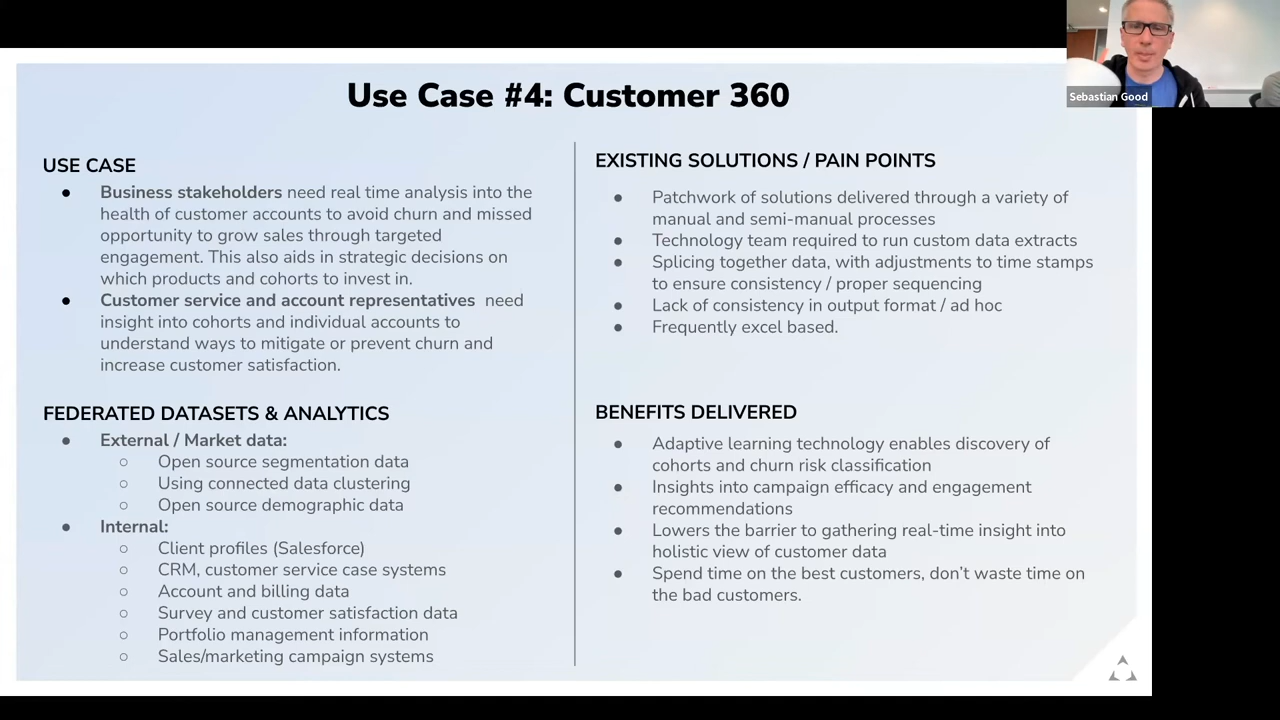 Use Case #4: Customer 360
Sebastian Good
USE CASE
● Business stakeholders need real time analysis into the
health of customer accounts to avoid churn and missed
opportunity to grow sales through targeted
engagement. This also aids in strategic decisions on
which products and cohorts to invest in.
● Customer service and account representatives need
insight into cohorts and individual accounts to
understand ways to mitigate or prevent churn and
increase customer satisfaction.
FEDERATED DATASETS & ANALYTICS
● External / Market data:
○ Open source segmentation data
○ Using connected data clustering
○ Open source demographic data
● Internal:
○ Client profiles (Salesforce)
○ CRM, customer service case systems
○ Account and billing data
○ Survey and customer satisfaction data
○ Portfolio management information
○ Sales/marketing campaign systems
EXISTING SOLUTIONS / PAIN POINTS
● Patchwork of solutions delivered through a variety of
manual and semi-manual processes
● Technology team required to run custom data extracts
● Splicing together data, with adjustments to time stamps
to ensure consistency / proper sequencing
● Lack of consistency in output format / ad hoc
● Frequently excel based.
BENEFITS DELIVERED
● Adaptive learning technology enables discovery of
cohorts and churn risk classification
● Insights into campaign efficacy and engagement
recommendations
● Lowers the barrier to gathering real-time insight into
holistic view of customer data
● Spend time on the best customers, don’t waste time on
the bad customers.